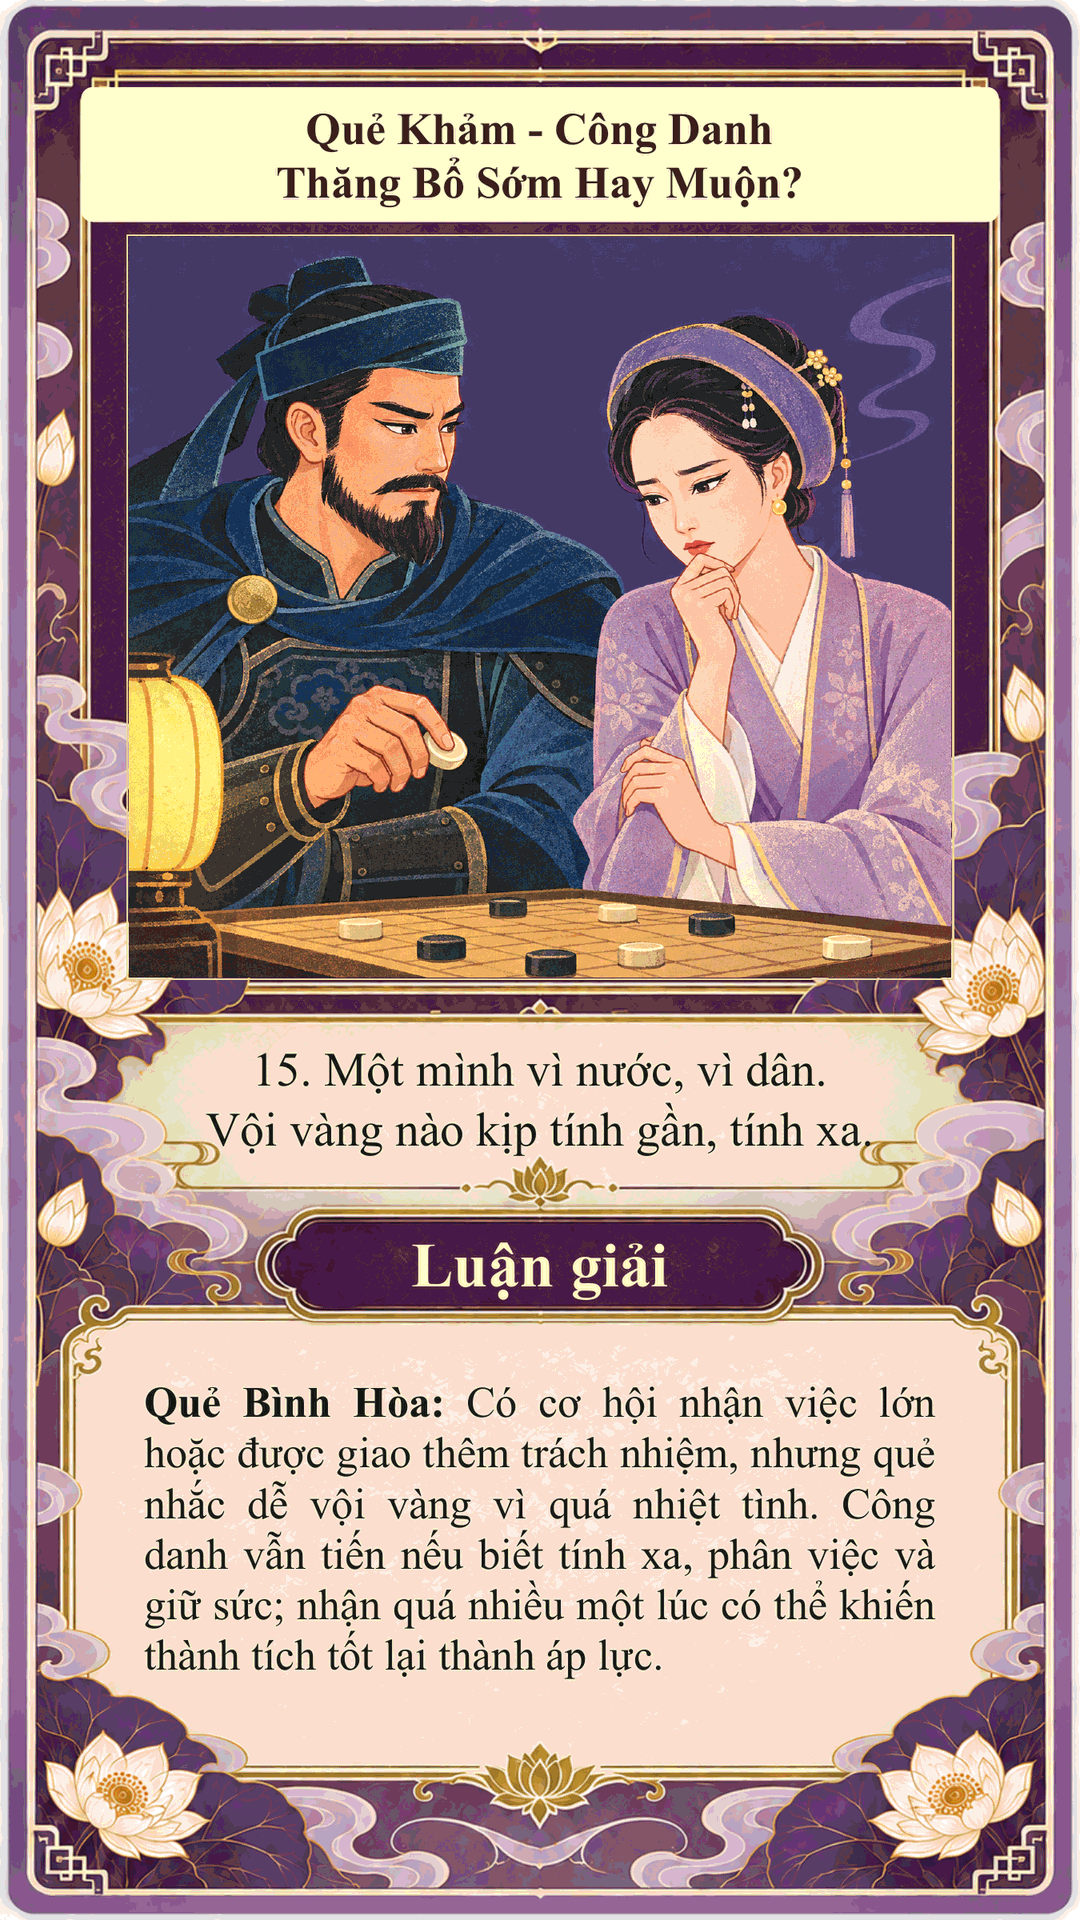 Quẻ Khảm - Công Danh
Thăng Bổ Sớm Hay Muộn?
15. Một mình vì nước, vì dân.
Vội vàng nào kịp tính gần, tính xa.
Luận giải
Quẻ Bình Hòa: Có cơ hội nhận việc lớn
hoặc được giao thêm trách nhiệm, nhưng quẻ
nhắc dễ vội vàng vì quá nhiệt tình. Công
danh vẫn tiến nếu biết tính xa, phân việc và
giữ sức; nhận quá nhiều một lúc có thể khiến
thành tích tốt lại thành áp lực.